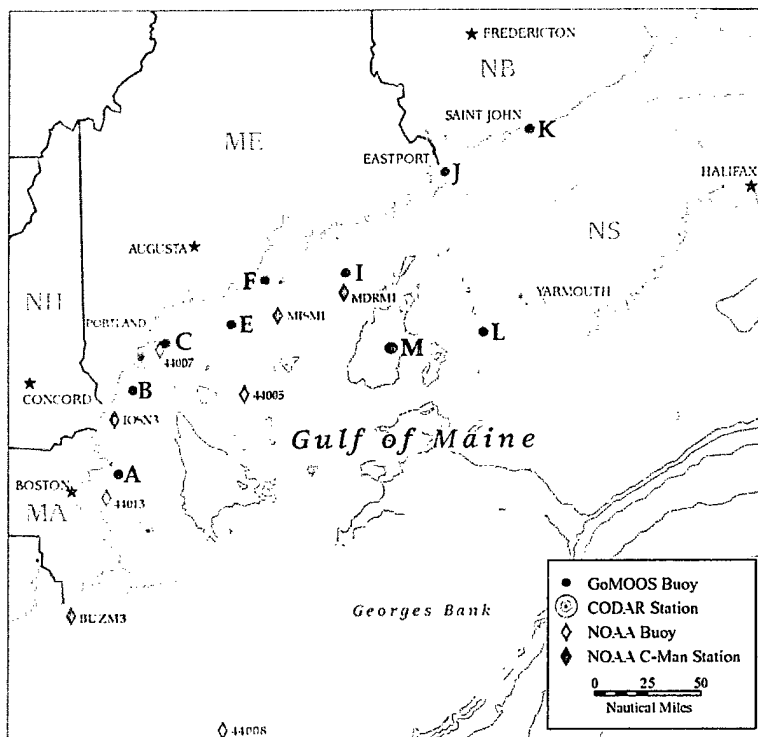 FREDERICTON
NB
SAINT JOHN
K
ME
EASTPORT
J
HALIFAX
NS
AUGUSTA
I
F
MDRM1
YARMOUTH
NH
MISM1
PORTLAND
E
L
C
M
44007
B
44005
CONCORD
IOSN3
Gulf of Maine
A
BOSTON
44013
MA
GoMOOS Buoy
CODAR Station
Georges Bank
BUZM3
NOAA Buoy
NOAA C-Man Station
0 25 50
Nautical Miles
44008